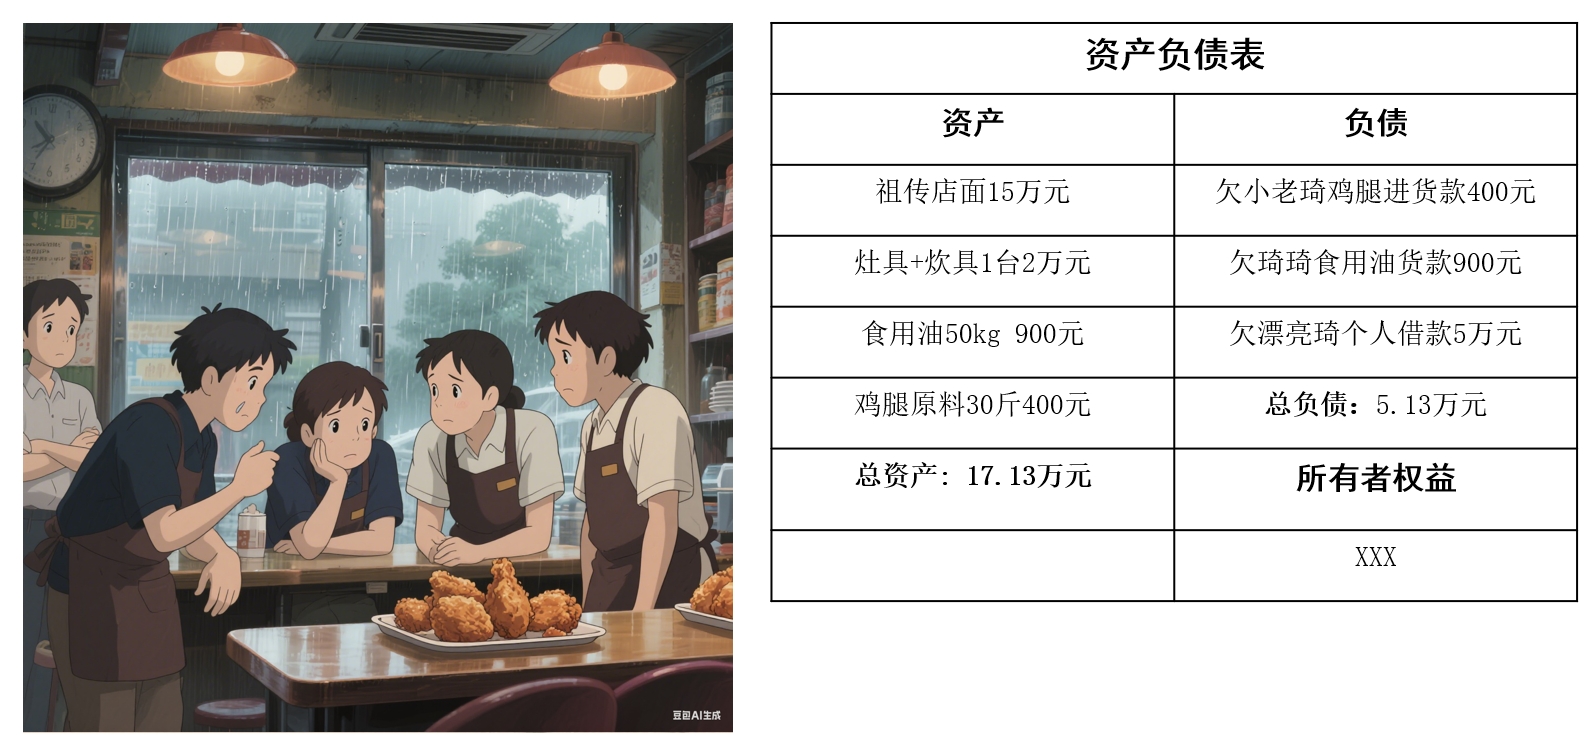 资产负债表
资产 负债
祖传店面15万元 欠小老琦鸡腿进货款400元
灶具+炊具1台2万元 欠琦琦食用油货款900元
食用油50kg 900元 欠漂亮琦个人借款5万元
鸡腿原料30斤400元 总负债：5.13万元
总资产：17.13万元 所有者权益
XXX
豆包AI生成